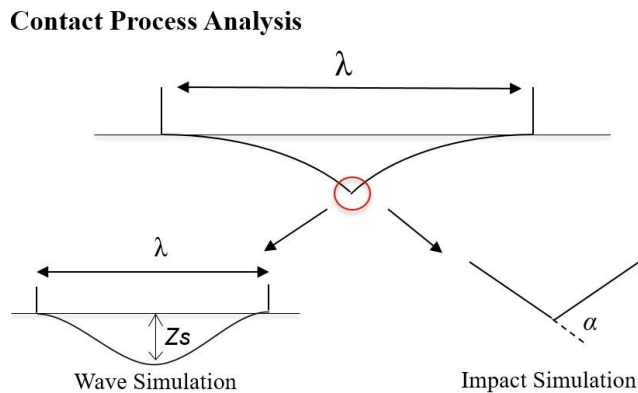 Contact Process Analysis
λ
λ
Zs
α
Wave Simulation
Impact Simulation